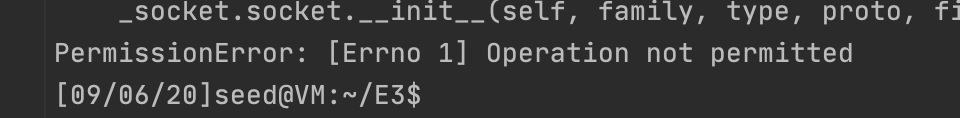 _socket.socket.__init__(self, family, type, proto, fi
PermissionError: [Errno 1] Operation not permitted
[09/06/20]seed@VM:~/E3$